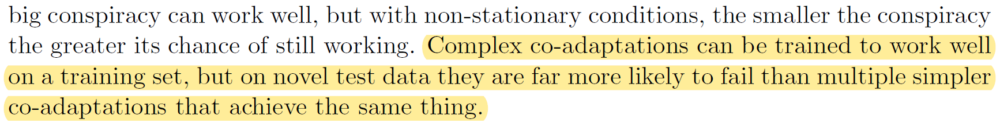 big conspiracy can work well, but with non-stationary conditions, the smaller the conspiracy
the greater its chance of still working. Complex co-adaptations can be trained to work well
on a training set, but on novel test data they are far more likely to fail than multiple simpler
co-adaptations that achieve the same thing.